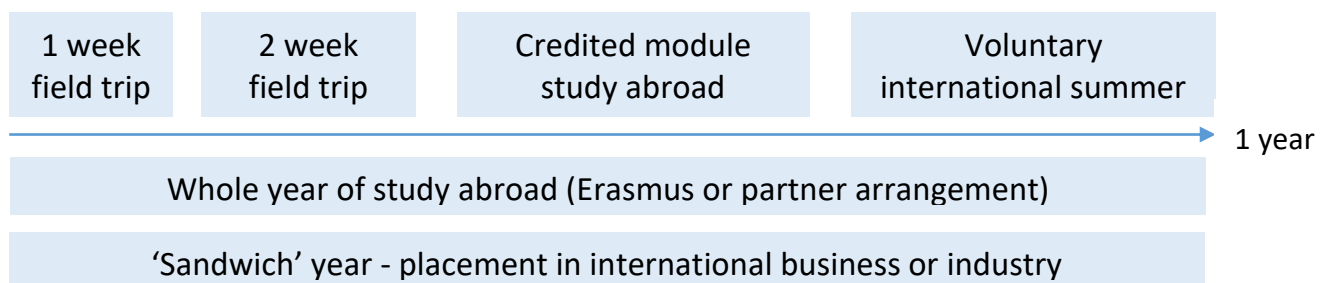 1 week
field trip
2 week
field trip
Credited module
study abroad
Voluntary
international summer
1 year
Whole year of study abroad (Erasmus or partner arrangement)
‘Sandwich’ year - placement in international business or industry